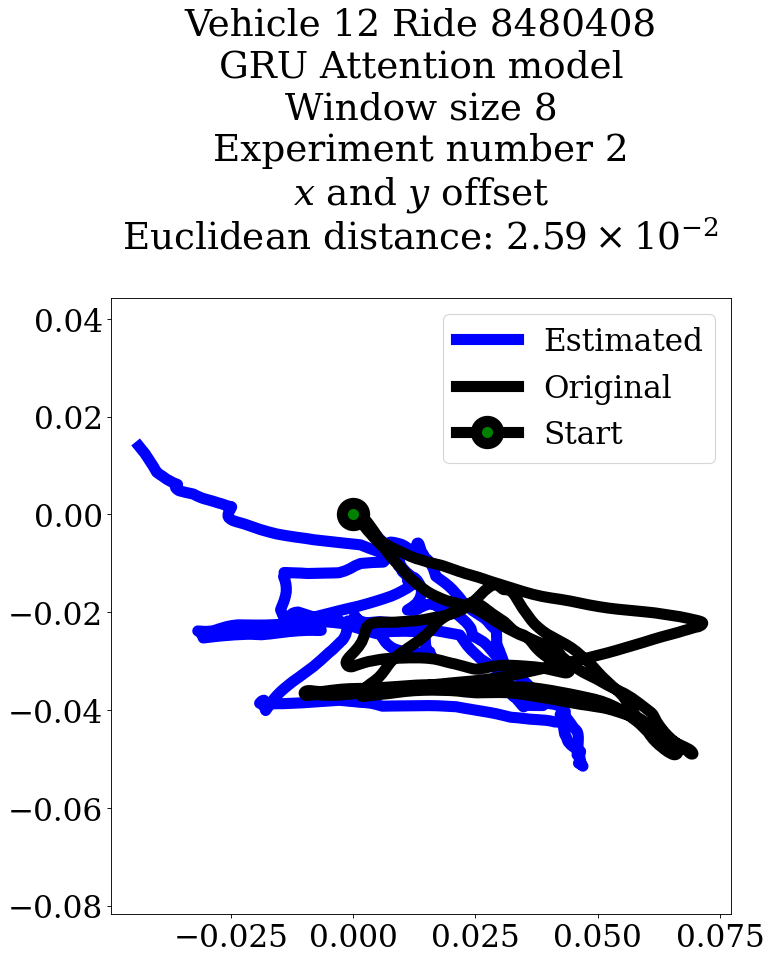 Vehicle 12 Ride 8480408
GRU Attention model
Window size 8
Experiment number 2
x and y offset
Euclidean distance: 2.59 × 10⁻²
Estimated
Original
Start
0.04
0.02
0.00
−0.02
−0.04
−0.06
−0.08
−0.025 0.000 0.025 0.050 0.075